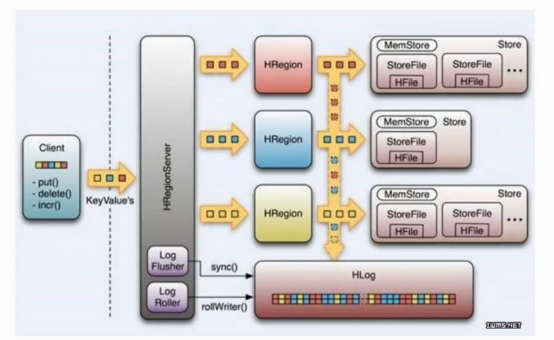 Client
- put()
- delete()
- incr()
KeyValue's
HRegionServer
Log
Flusher
Log
Roller
sync()
rollWriter()
HRegion
MemStore
Store
StoreFile
HFile
StoreFile
HFile
...
HRegion
MemStore
Store
StoreFile
HFile
HRegion
MemStore
Store
StoreFile
HFile
StoreFile
HFile
...
HLog
IWMS.NET